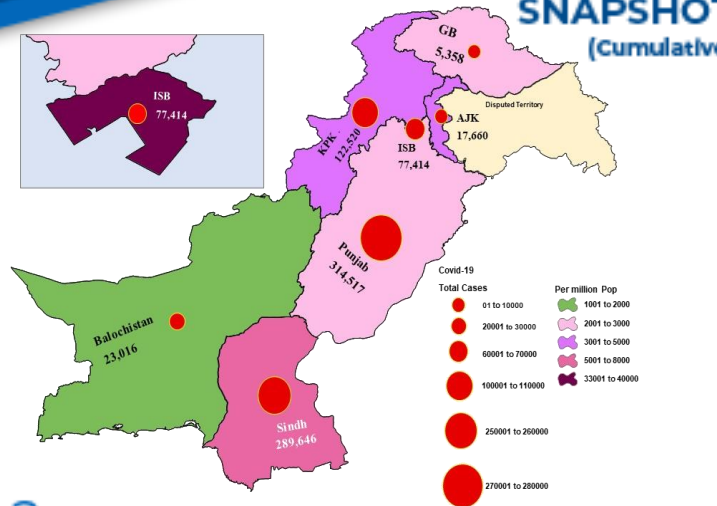 SNAPSHOT
(Cumulative
GB
5,358
Disputed Territory
AJK
17,660
ISB
77,414
KPK .
122,520
ISB
77,414
Punjab
314,517
Balochistan
23,016
Sindh
289,646
Covid-19
Total Cases
01 to 10000
20001 to 30000
60001 to 70000
100001 to 110000
250001 to 260000
270001 to 280000
Per million Pop
1001 to 2000
2001 to 3000
3001 to 5000
5001 to 8000
33001 to 40000